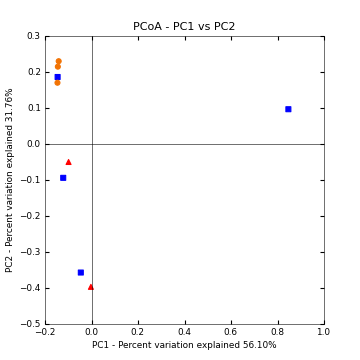 PCoA - PC1 vs PC2
PC2 - Percent variation explained 31.76%
0.3
0.2
0.1
0.0
−0.1
−0.2
−0.3
−0.4
−0.5
−0.2 0.0 0.2 0.4 0.6 0.8 1.0
PC1 - Percent variation explained 56.10%